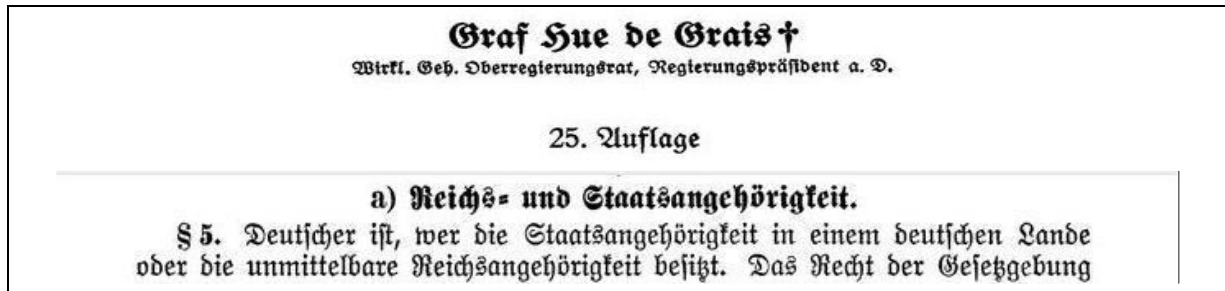 Graf Hue de Grais †
Wirkl. Geh. Oberregierungsrat, Regierungspräsident a. D.
25. Auflage
a) Reichs- und Staatsangehörigkeit.
§ 5. Deutscher ist, wer die Staatsangehörigkeit in einem deutschen Lande
oder die unmittelbare Reichsangehörigkeit besitzt. Das Recht der Gesetzgebung